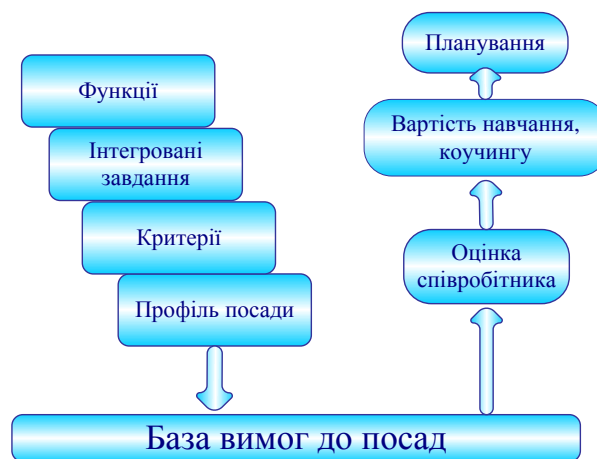 Функції
Інтегровані
завдання
Критерії
Профіль посади
База вимог до посад
Оцінка
співробітника
Вартість навчання,
коучингу
Планування